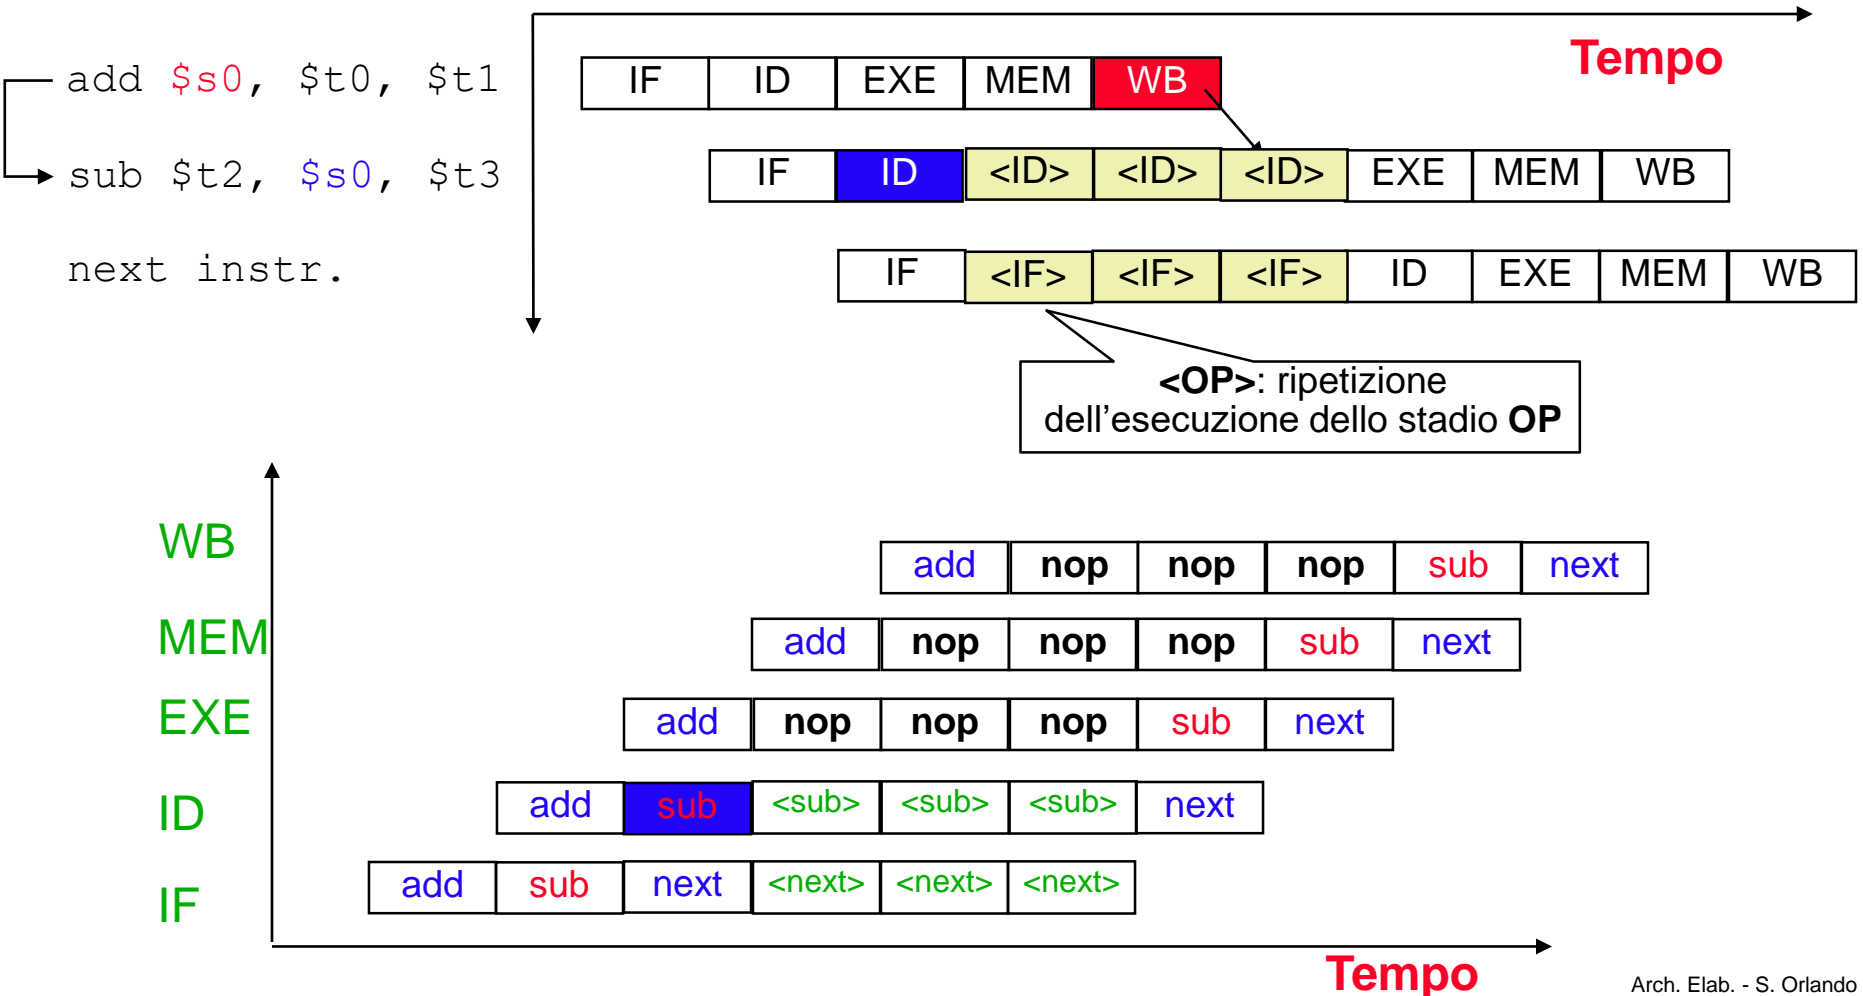 Tempo
add $s0, $t0, $t1
IF ID EXE MEM WB
sub $t2, $s0, $t3
IF ID <ID> <ID> <ID> EXE MEM WB
next instr.
IF <IF> <IF> <IF> ID EXE MEM WB
<OP>: ripetizione
dell'esecuzione dello stadio OP
WB
add nop nop nop sub next
MEM
add nop nop nop sub next
EXE
add nop nop nop sub next
ID
add sub <sub> <sub> <sub> next
IF
add sub next <next> <next> <next>
Tempo
Arch. Elab. - S. Orlando